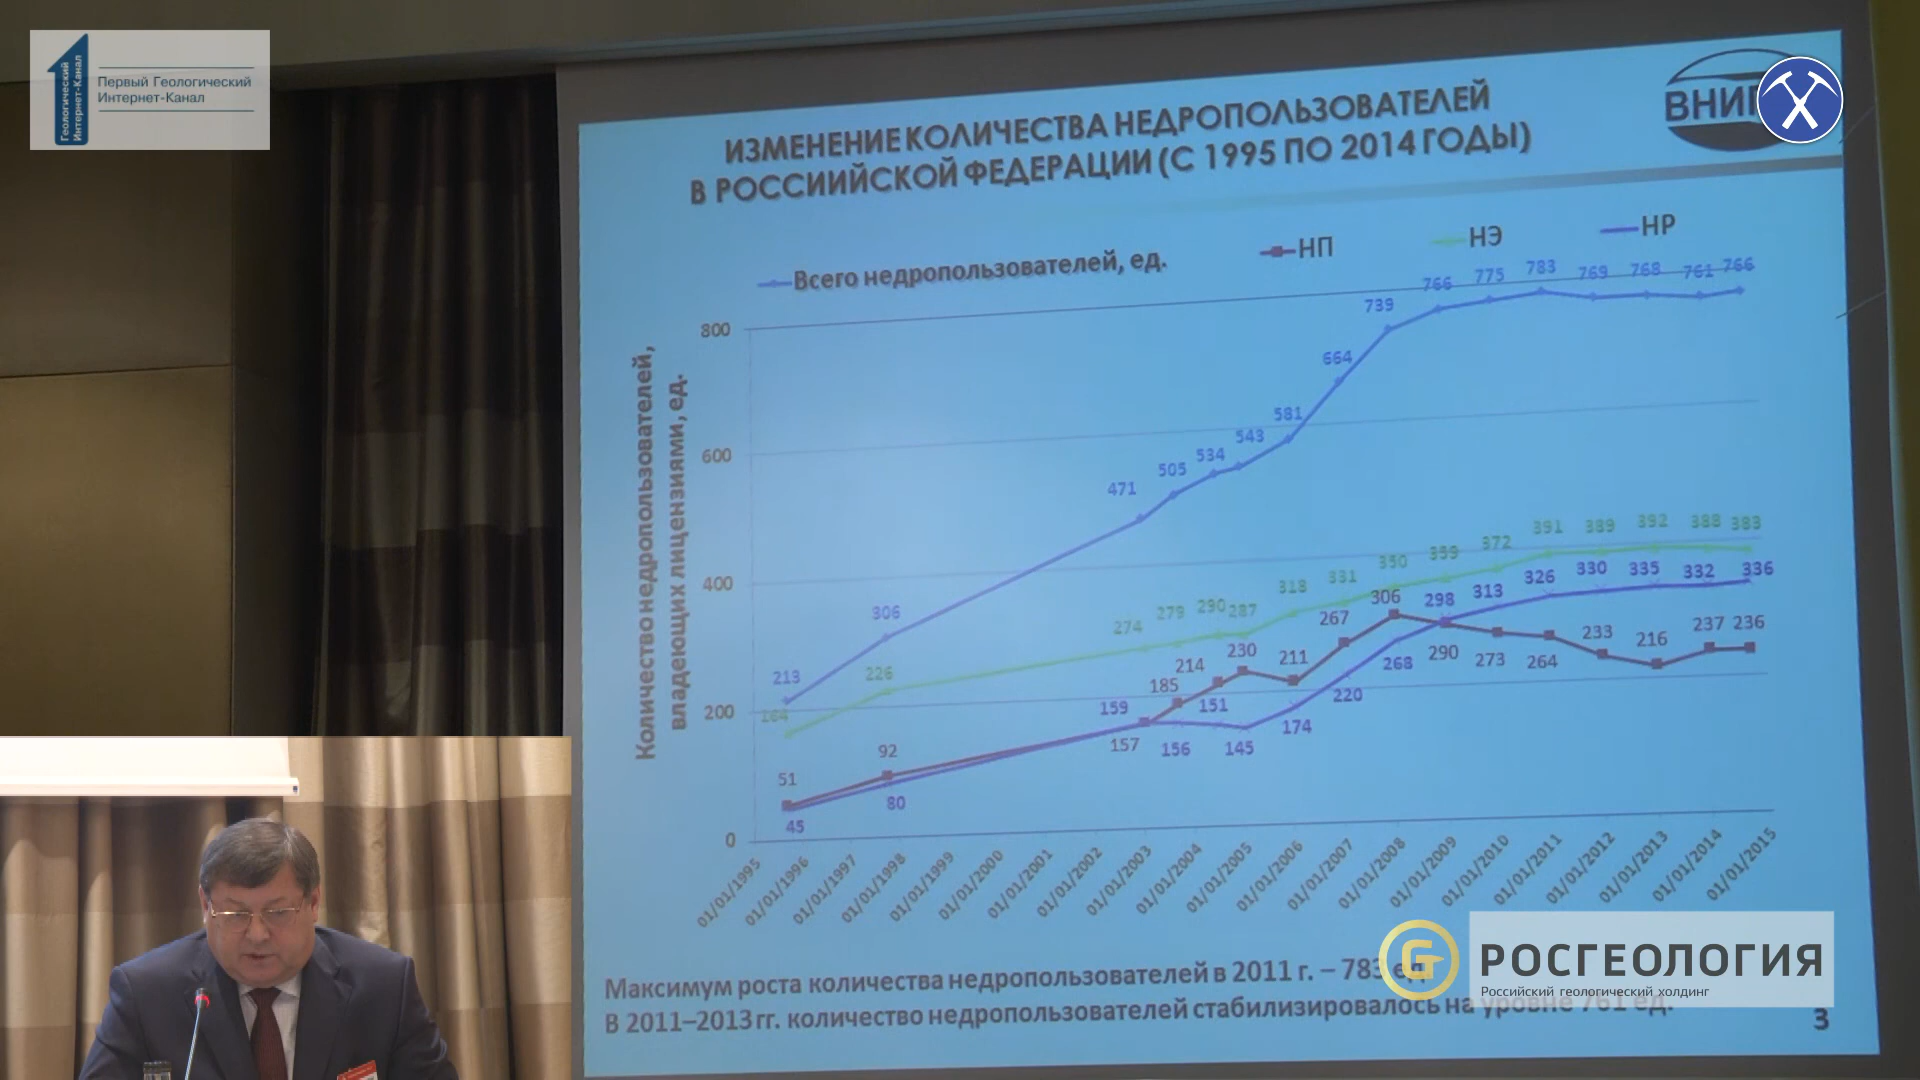 Геологический
Интернет-Канал
Первый Геологический
Интернет-Канал
ИЗМЕНЕНИЕ КОЛИЧЕСТВА НЕДРОПОЛЬЗОВАТЕЛЕЙ
В РОССИИЙСКОЙ ФЕДЕРАЦИИ (С 1995 ПО 2014 ГОДЫ)
Всего недропользователей, ед.
НП
НЭ
НР
Количество недропользователей,
владеющих лицензиями, ед.
800
600
400
200
0
213 306 471 505 534 543 581 664 739 766 775 783 769 768 761 766
164 226 274 279 290 287 318 331 350 359 372 391 389 392 388 383
51 92 159 185 214 230 211 267 306 290 273 264 233 216 237 236
45 80 157 156 151 145 174 220 268 298 313 326 330 335 332 336
01/01/1995 01/01/1996 01/01/1997 01/01/1998 01/01/1999 01/01/2000 01/01/2001 01/01/2002 01/01/2003 01/01/2004 01/01/2005 01/01/2006 01/01/2007 01/01/2008 01/01/2009 01/01/2010 01/01/2011 01/01/2012 01/01/2013 01/01/2014 01/01/2015
Максимум роста количества недропользователей в 2011 г. – 783 ед.
В 2011–2013 гг. количество недропользователей стабилизировалось на уровне 761 ед.
3
РОСГЕОЛОГИЯ
Российский геологический холдинг